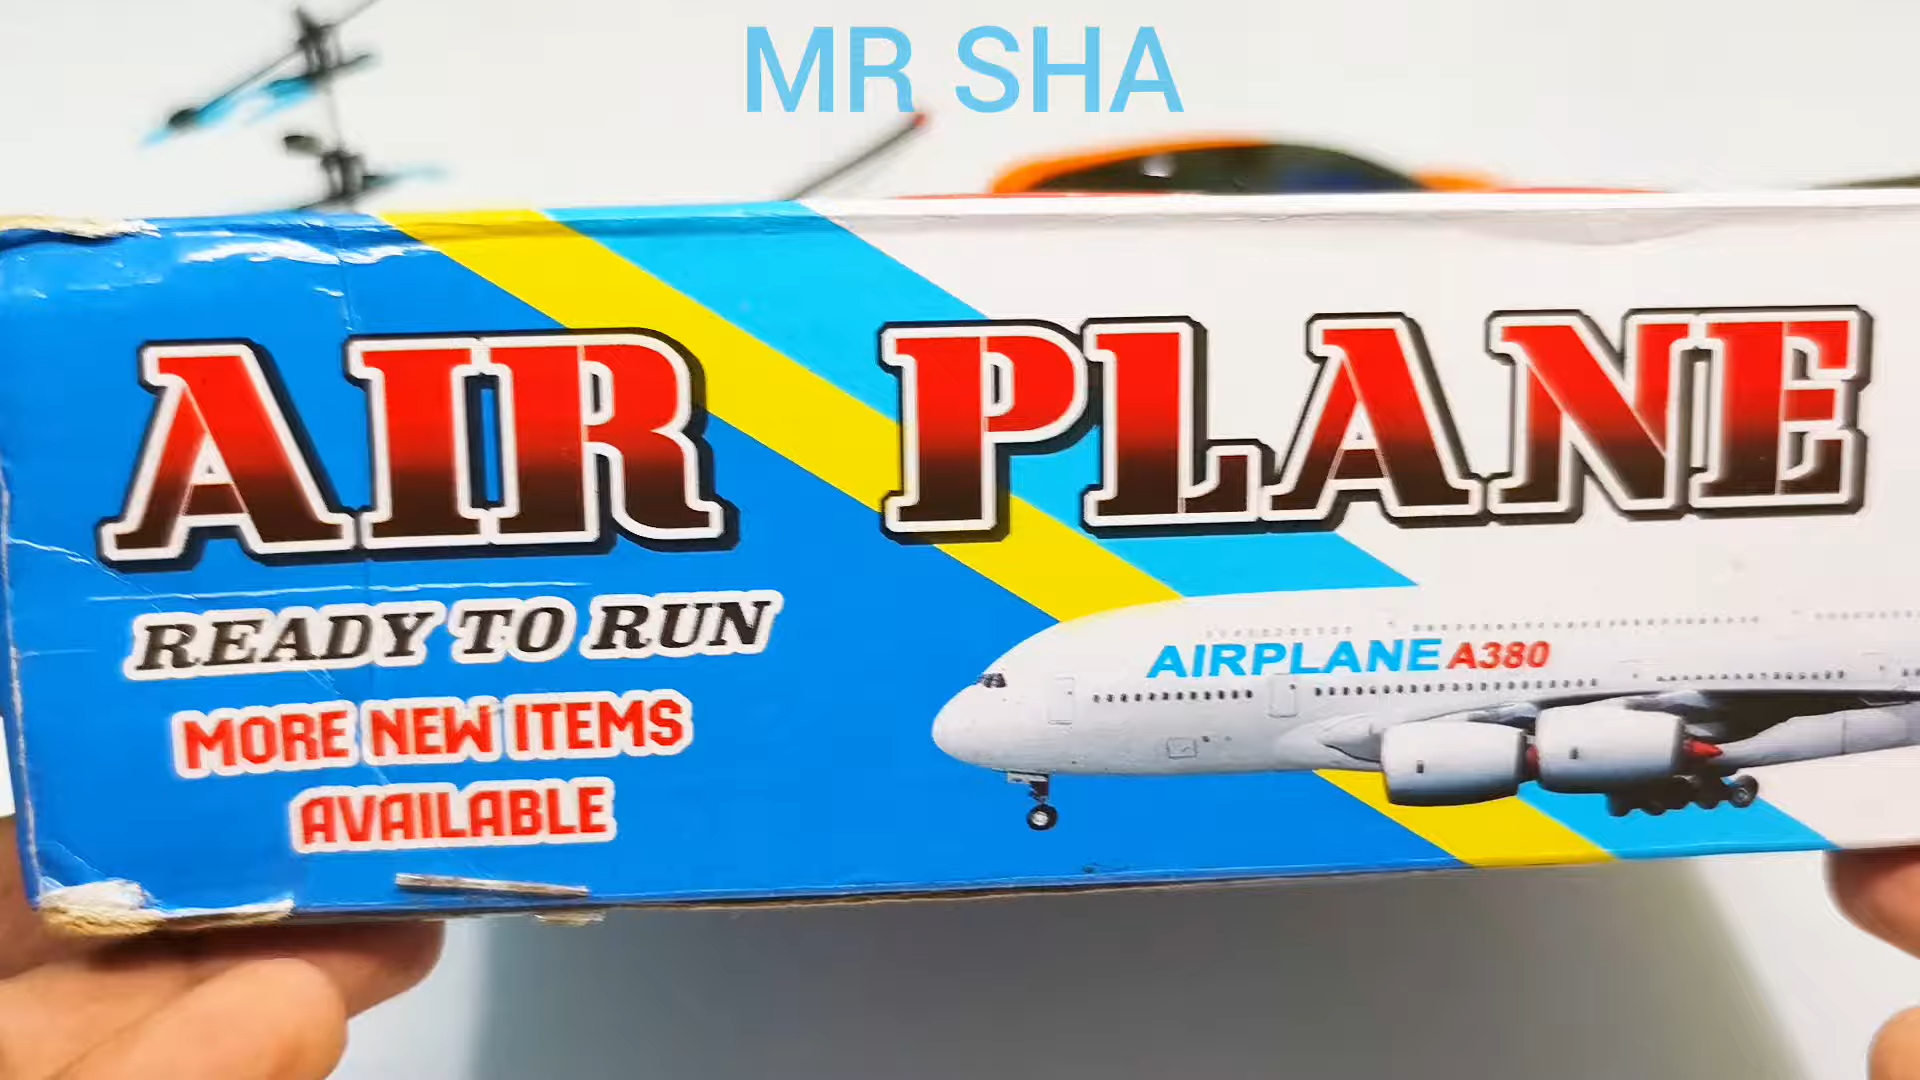 MR SHA
AIR PLANE
READY TO RUN
MORE NEW ITEMS
AVAILABLE
AIRPLANE A380